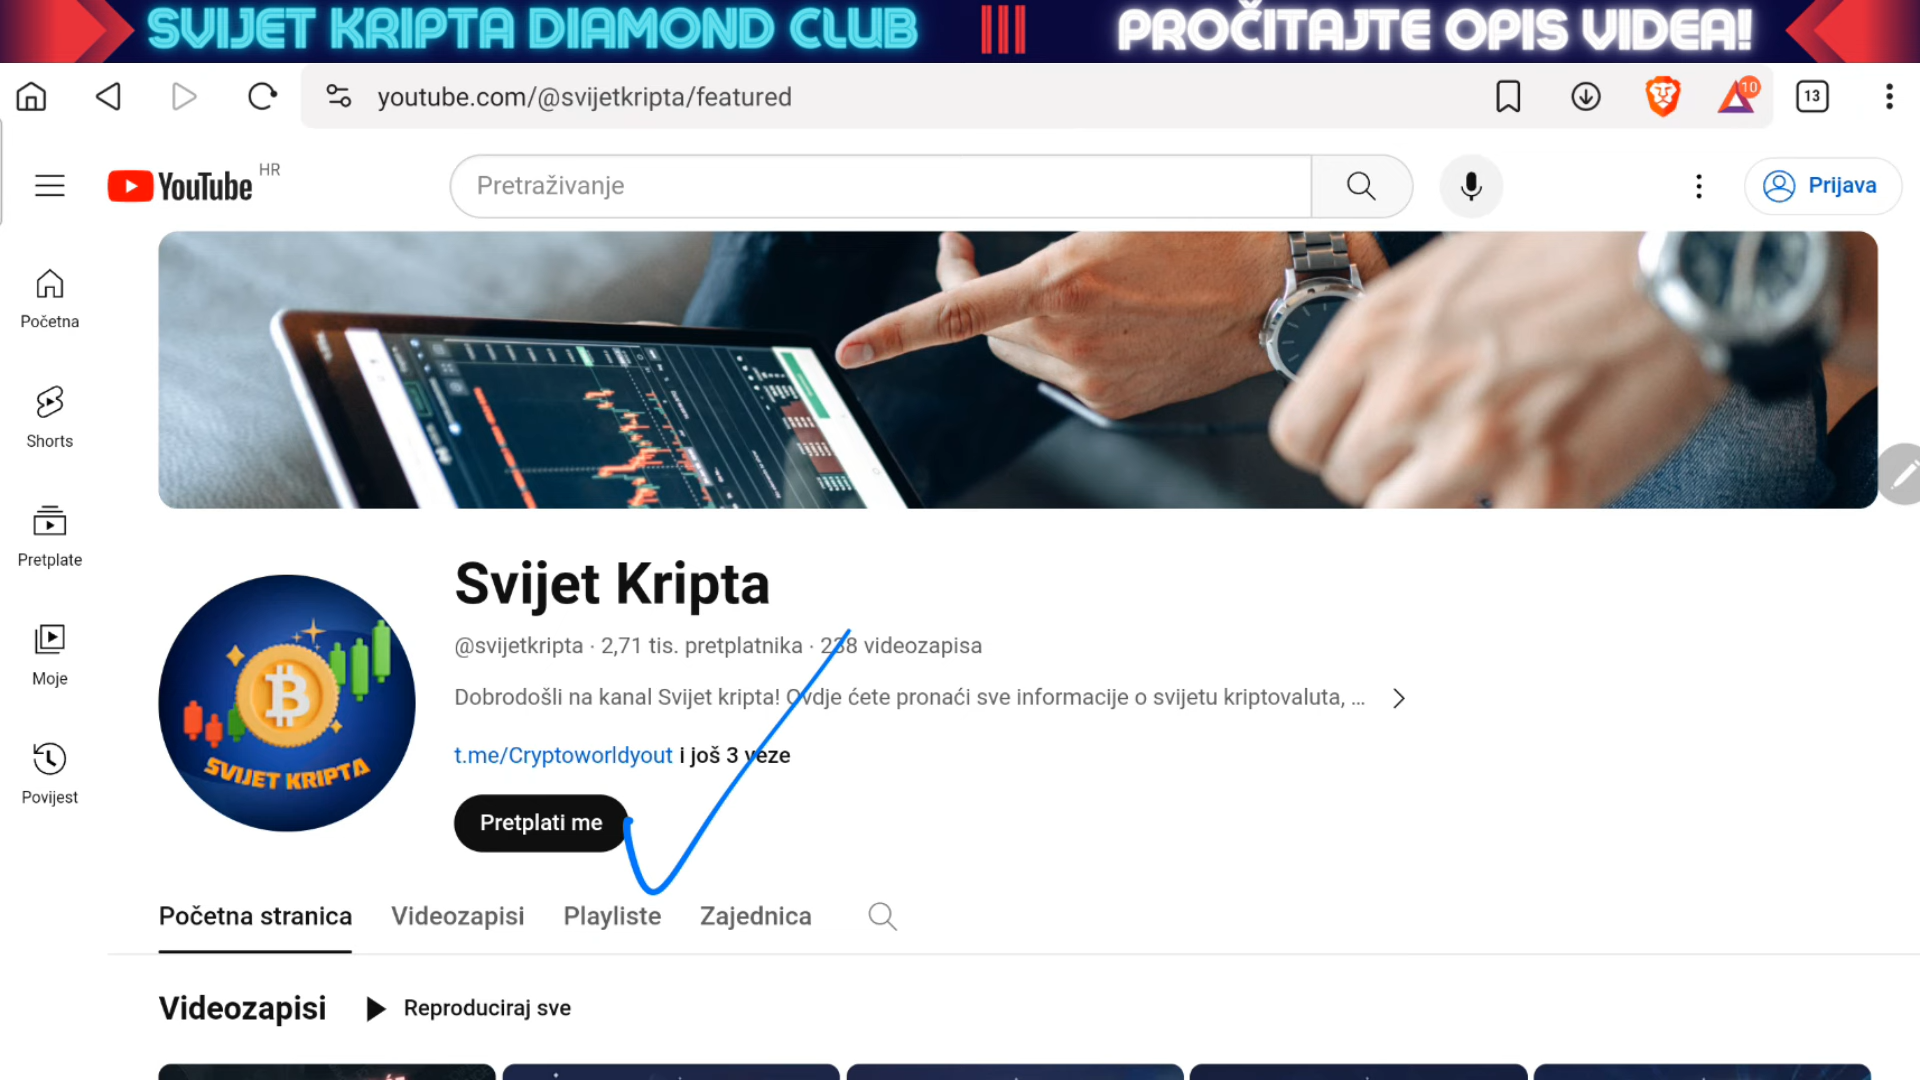 SVIJET KRIPTA DIAMOND CLUB
PROČITAJTE OPIS VIDEA!
youtube.com/@svijetkripta/featured
10
13
YouTube HR
Pretraživanje
Prijava
Početna
Shorts
Pretplate
Moje
Povijest
SVIJET KRIPTA
Svijet Kripta
@svijetkripta · 2,71 tis. pretplatnika · 238 videozapisa
Dobrodošli na kanal Svijet kripta! Ovdje ćete pronaći sve informacije o svijetu kriptovaluta, ...
t.me/Cryptoworldyout i još 3 veze
Pretplati me
Početna stranica
Videozapisi
Playliste
Zajednica
Videozapisi
Reproduciraj sve